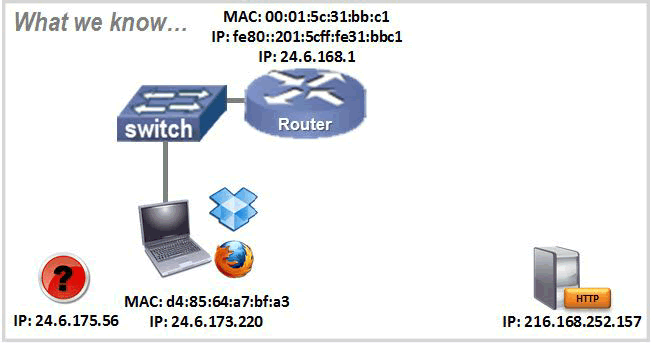 What we know...
MAC: 00:01:5c:31:bb:c1
IP: fe80::201:5cff:fe31:bbc1
IP: 24.6.168.1
switch
Router
?
HTTP
IP: 24.6.175.56
MAC: d4:85:64:a7:bf:a3
IP: 24.6.173.220
IP: 216.168.252.157